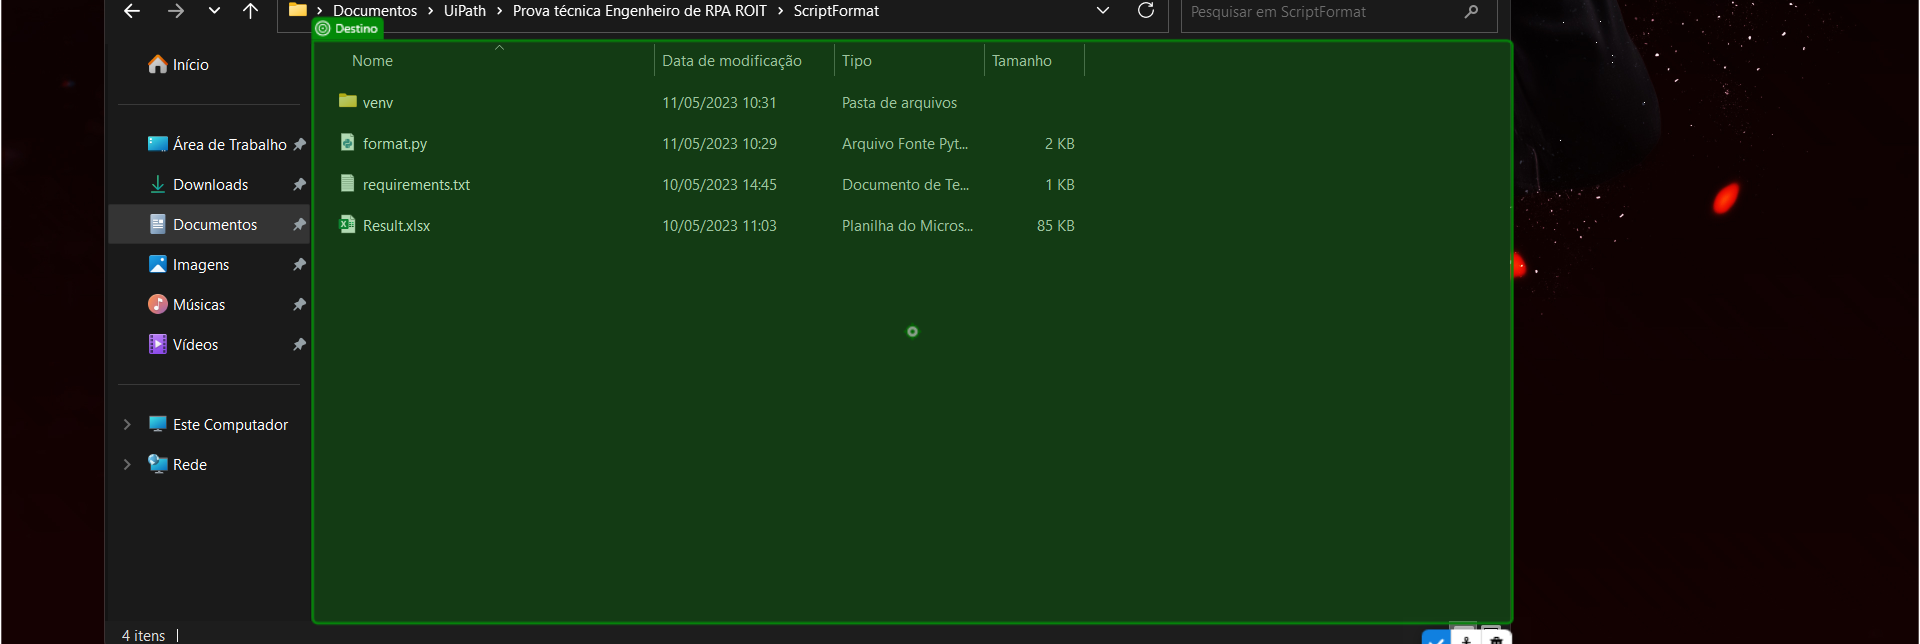 Documentos > UiPath > Prova técnica Engenheiro de RPA ROIT > ScriptFormat
Pesquisar em ScriptFormat
Destino
Nome Data de modificação Tipo Tamanho
venv 11/05/2023 10:31 Pasta de arquivos
format.py 11/05/2023 10:29 Arquivo Fonte Pyt... 2 KB
requirements.txt 10/05/2023 14:45 Documento de Te... 1 KB
Result.xlsx 10/05/2023 11:03 Planilha do Micros... 85 KB
Início
Área de Trabalho
Downloads
Documentos
Imagens
Músicas
Vídeos
Este Computador
Rede
4 itens